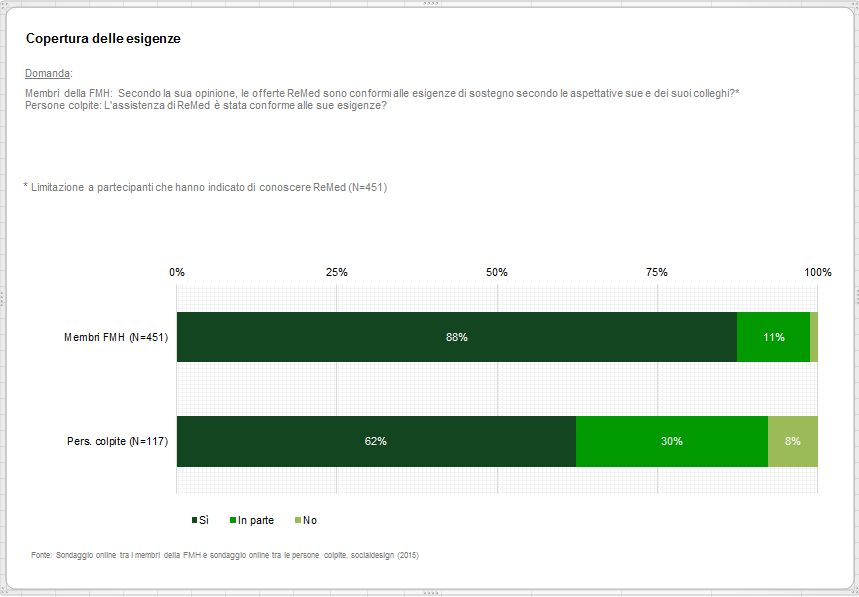 Copertura delle esigenze
Domanda:
Membri della FMH: Secondo la sua opinione, le offerte ReMed sono conformi alle esigenze di sostegno secondo le aspettative sue e dei suoi colleghi?*
Persone colpite: L'assistenza di ReMed è stata conforme alle sue esigenze?
* Limitazione a partecipanti che hanno indicato di conoscere ReMed (N=451)
0% 25% 50% 75% 100%
Membri FMH (N=451) 88% 11%
Pers. colpite (N=117) 62% 30% 8%
Sì In parte No
Fonte: Sondaggio online tra i membri della FMH e sondaggio online tra le persone colpite, socialdesign (2015)